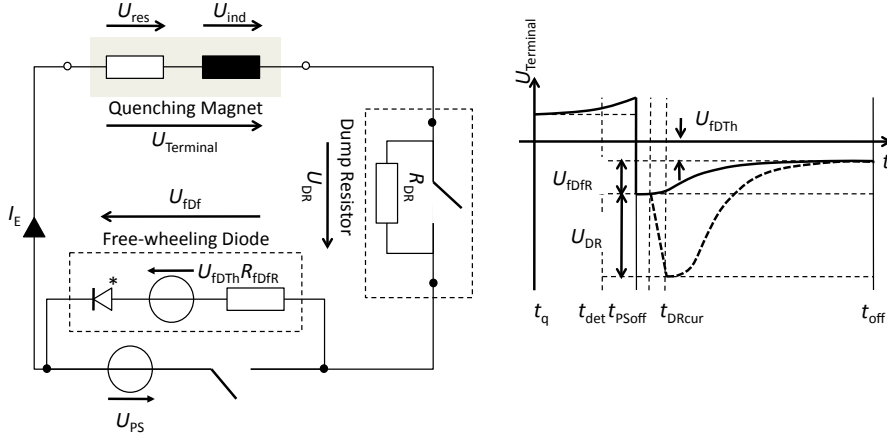 U_res U_ind
Quenching Magnet
U_Terminal
Dump Resistor
U_DR
R_DR
I_E
U_fDf
Free-wheeling Diode
* U_fDTh R_fDfR
U_PS
U_Terminal
U_fDTh
t
U_fDfR
U_DR
t_q t_det t_PSoff t_DRcur t_off